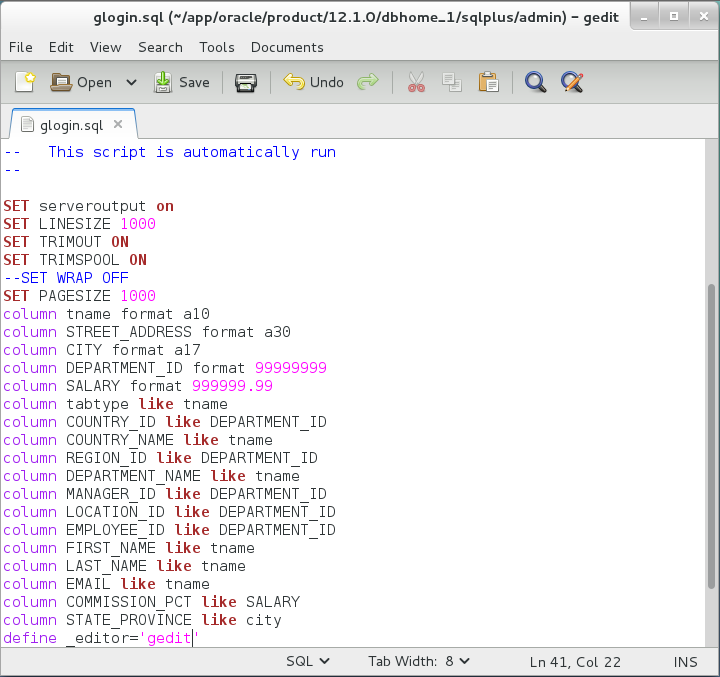 glogin.sql (~/app/oracle/product/12.1.0/dbhome_1/sqlplus/admin) - gedit
File Edit View Search Tools Documents
Open Save Undo
glogin.sql
--   This script is automatically run
--
SET serveroutput on
SET LINESIZE 1000
SET TRIMOUT ON
SET TRIMSPOOL ON
--SET WRAP OFF
SET PAGESIZE 1000
column tname format a10
column STREET_ADDRESS format a30
column CITY format a17
column DEPARTMENT_ID format 99999999
column SALARY format 999999.99
column tabtype like tname
column COUNTRY_ID like DEPARTMENT_ID
column COUNTRY_NAME like tname
column REGION_ID like DEPARTMENT_ID
column DEPARTMENT_NAME like tname
column MANAGER_ID like DEPARTMENT_ID
column LOCATION_ID like DEPARTMENT_ID
column EMPLOYEE_ID like DEPARTMENT_ID
column FIRST_NAME like tname
column LAST_NAME like tname
column EMAIL like tname
column COMMISSION_PCT like SALARY
column STATE_PROVINCE like city
define _editor='gedit'
SQL Tab Width: 8 Ln 41, Col 22 INS